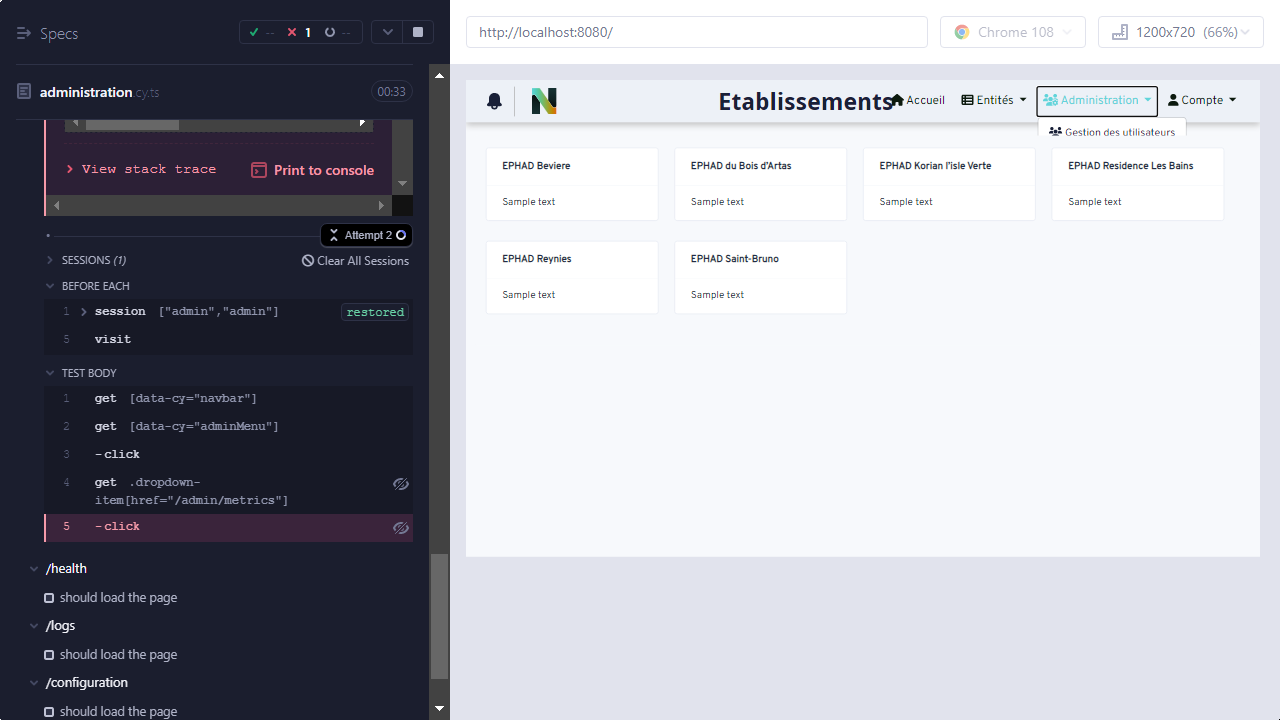 Specs
-- 1 --
administration.cy.ts 00:33
View stack trace Print to console
Attempt 2
SESSIONS (1) Clear All Sessions
BEFORE EACH
1 session ["admin","admin"] restored
5 visit
TEST BODY
1 get [data-cy="navbar"]
2 get [data-cy="adminMenu"]
3 -click
4 get .dropdown-
item[href="/admin/metrics"]
5 -click
/health
should load the page
/logs
should load the page
/configuration
should load the page
http://localhost:8080/ Chrome 108 1200x720 (66%)
Etablissements Accueil Entités Administration Compte
Gestion des utilisateurs
EPHAD Beviere
Sample text
EPHAD du Bois d'Artas
Sample text
EPHAD Korian l'isle Verte
Sample text
EPHAD Residence Les Bains
Sample text
EPHAD Reynies
Sample text
EPHAD Saint-Bruno
Sample text